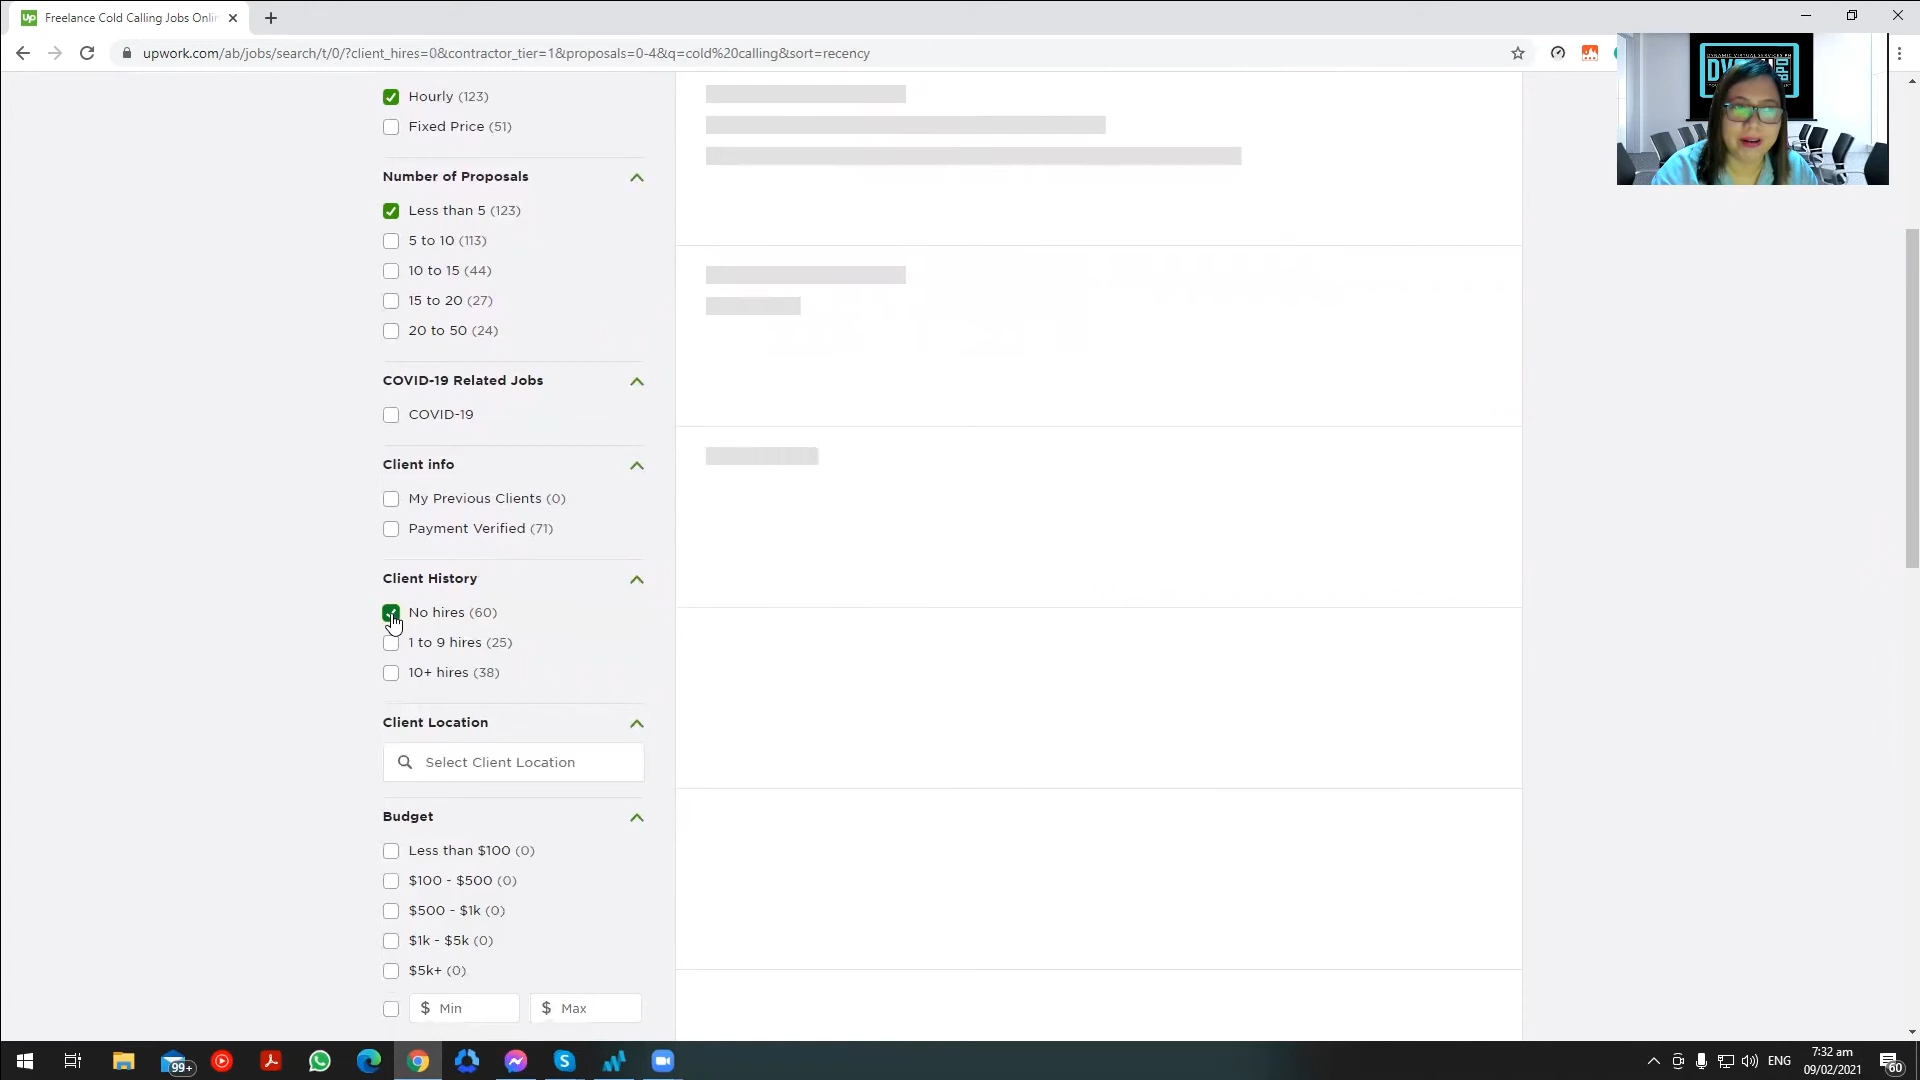 Up Freelance Cold Calling Jobs Onlin
upwork.com/ab/jobs/search/t/0/?client_hires=0&contractor_tier=1&proposals=0-4&q=cold%20calling&sort=recency
Hourly (123)
Fixed Price (51)
Number of Proposals
Less than 5 (123)
5 to 10 (113)
10 to 15 (44)
15 to 20 (27)
20 to 50 (24)
COVID-19 Related Jobs
COVID-19
Client info
My Previous Clients (0)
Payment Verified (71)
Client History
No hires (60)
1 to 9 hires (25)
10+ hires (38)
Client Location
Select Client Location
Budget
Less than $100 (0)
$100 - $500 (0)
$500 - $1k (0)
$1k - $5k (0)
$5k+ (0)
$ Min $ Max
99+
ENG
7:32 am
09/02/2021
60